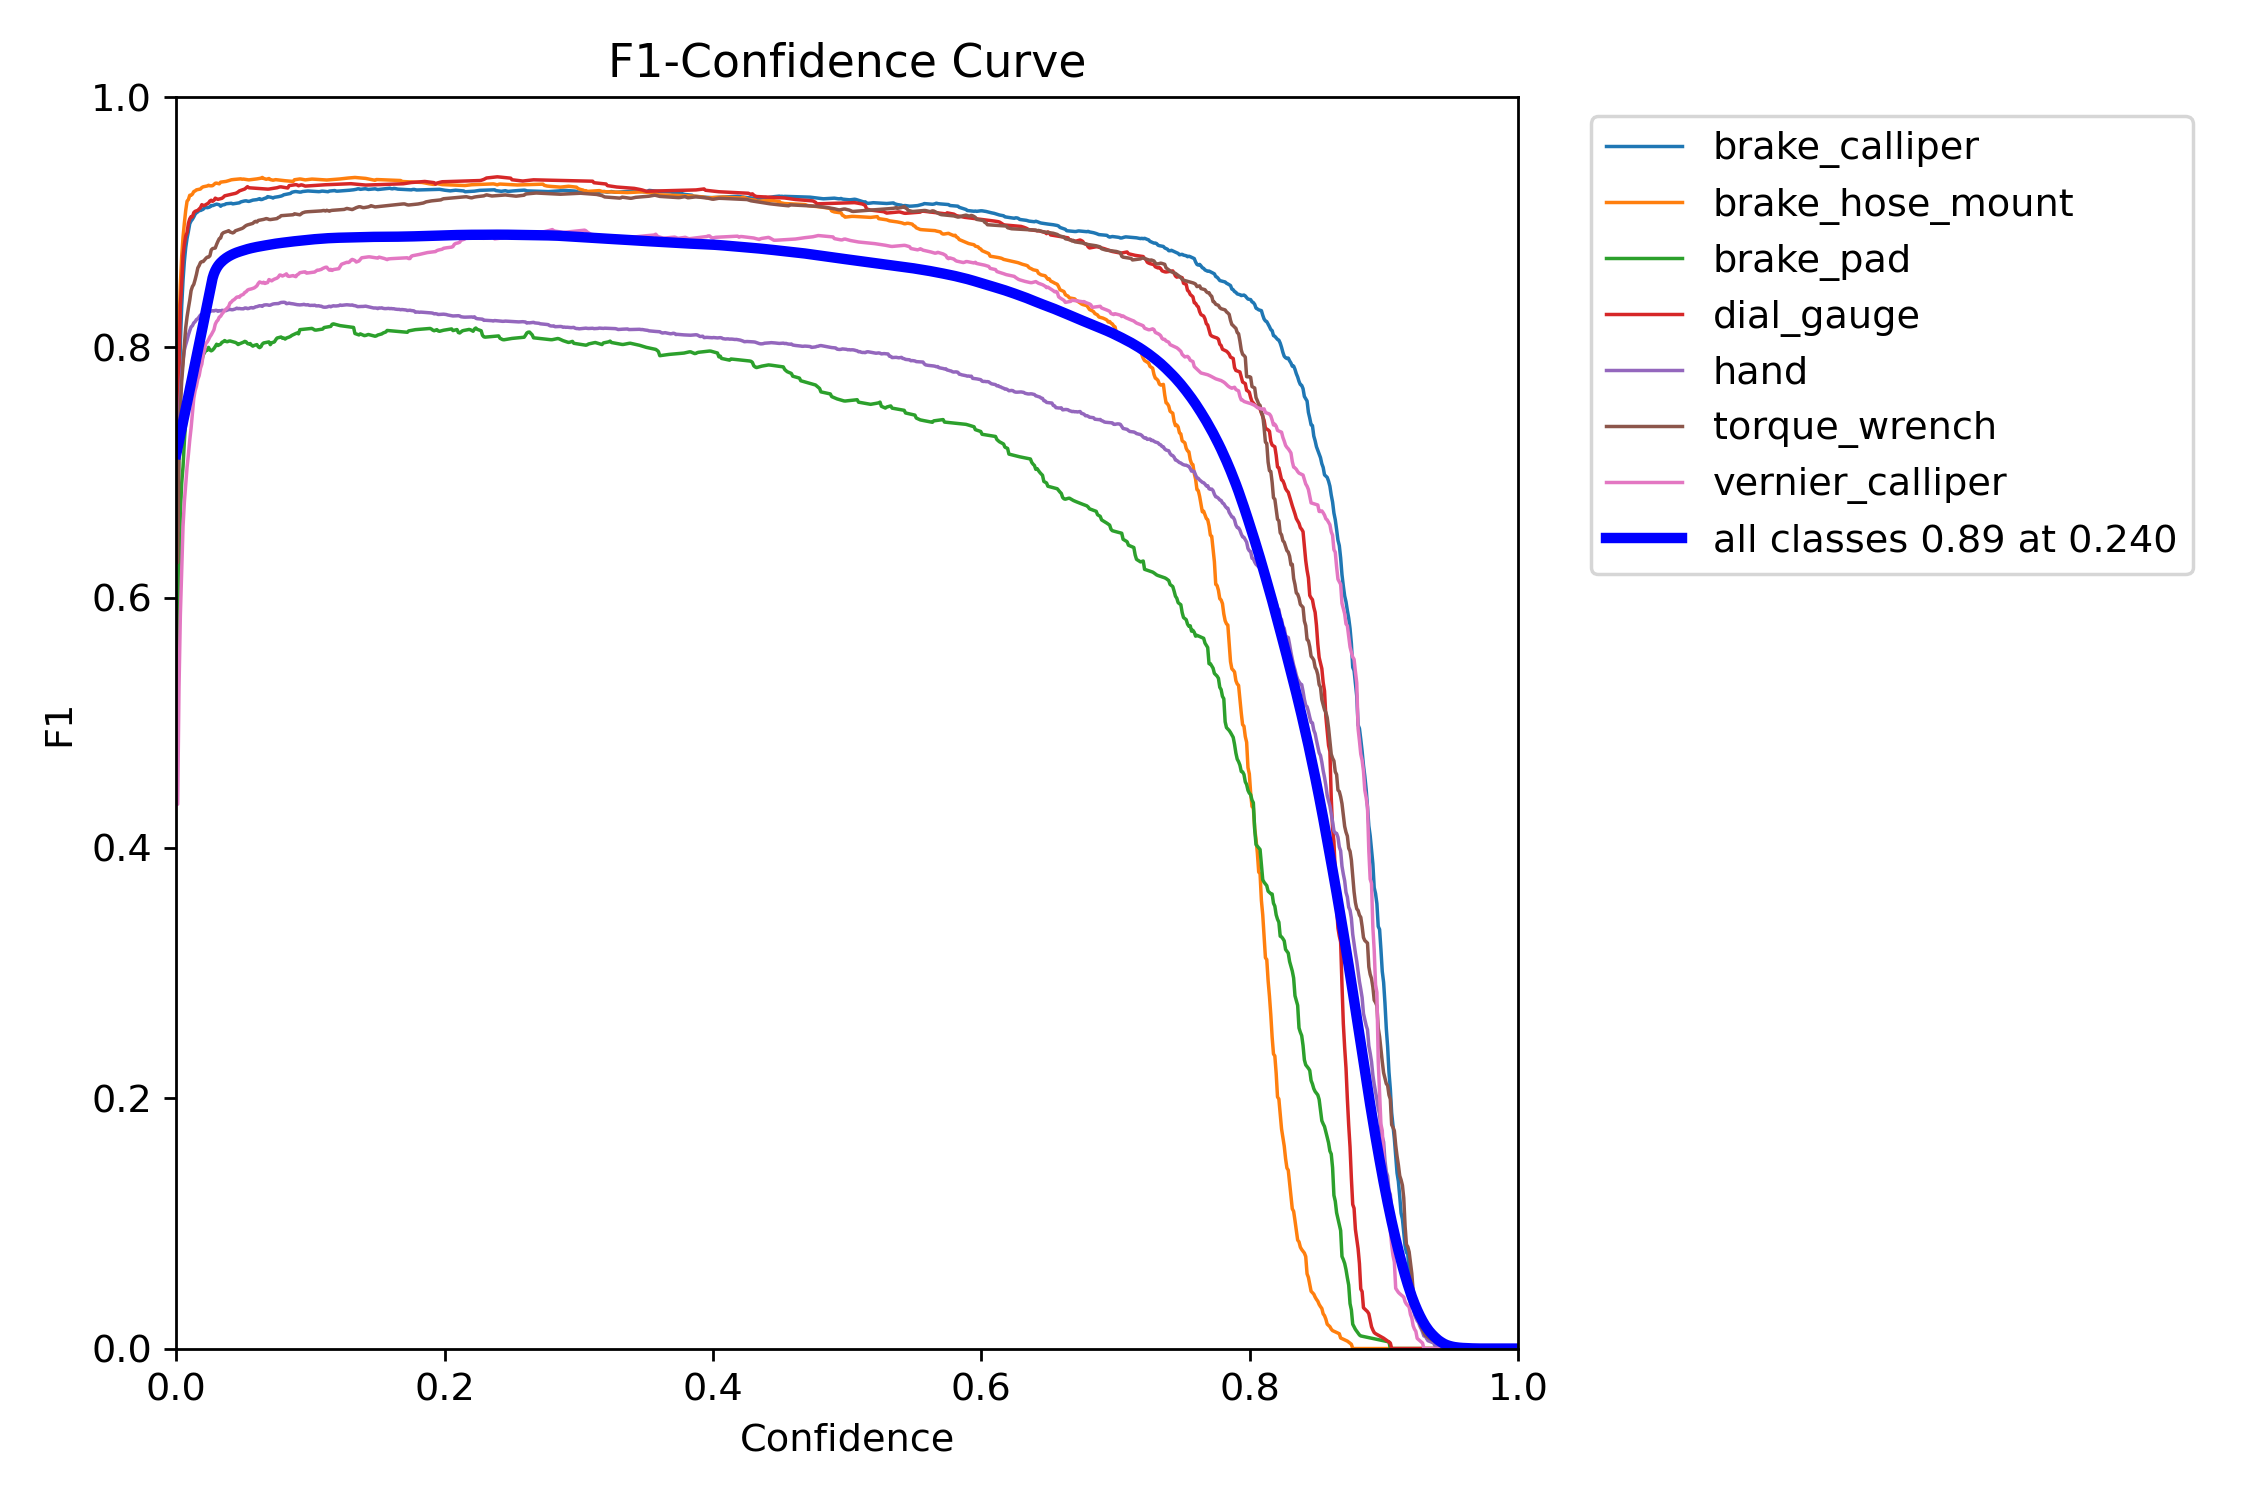 F1-Confidence Curve
1.0
0.8
0.6
0.4
0.2
0.0
F1
0.0 0.2 0.4 0.6 0.8 1.0
Confidence
brake_calliper
brake_hose_mount
brake_pad
dial_gauge
hand
torque_wrench
vernier_calliper
all classes 0.89 at 0.240